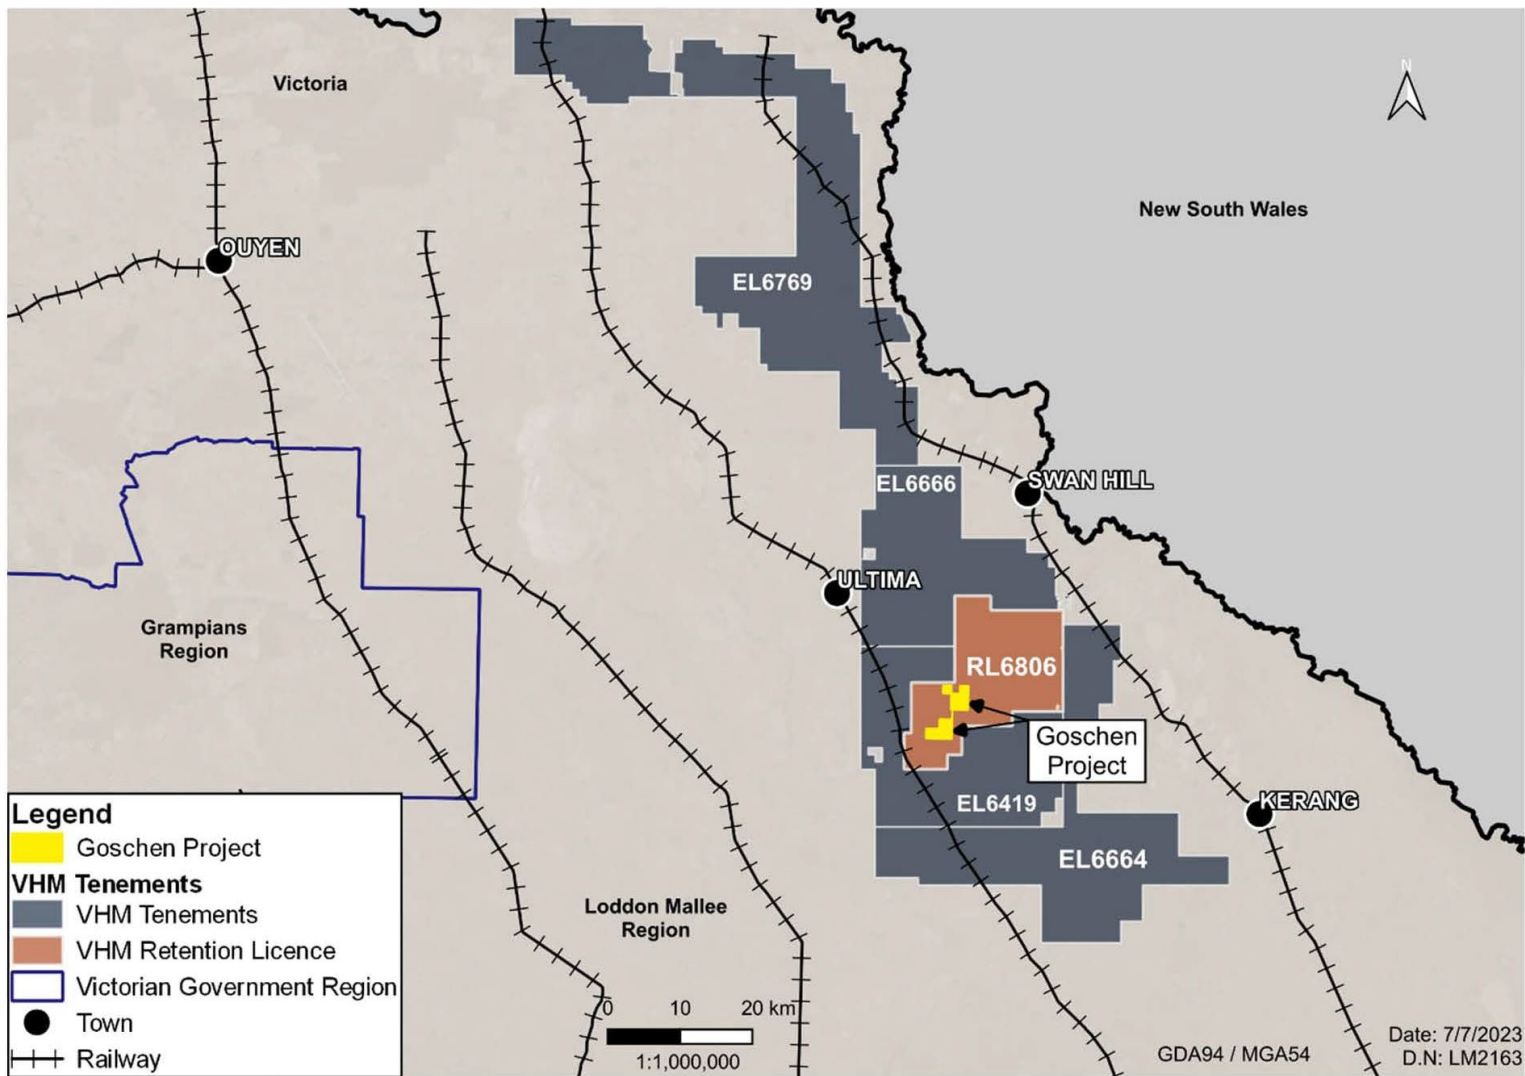 Victoria
N
New South Wales
OUYEN
EL6769
EL6666
SWAN HILL
ULTIMA
Grampians
Region
RL6806
Goschen
Project
EL6419
KERANG
EL6664
Loddon Mallee
Region
Legend
Goschen Project
VHM Tenements
VHM Tenements
VHM Retention Licence
Victorian Government Region
Town
Railway
0 10 20 km
1:1,000,000
GDA94 / MGA54
Date: 7/7/2023
D.N: LM2163